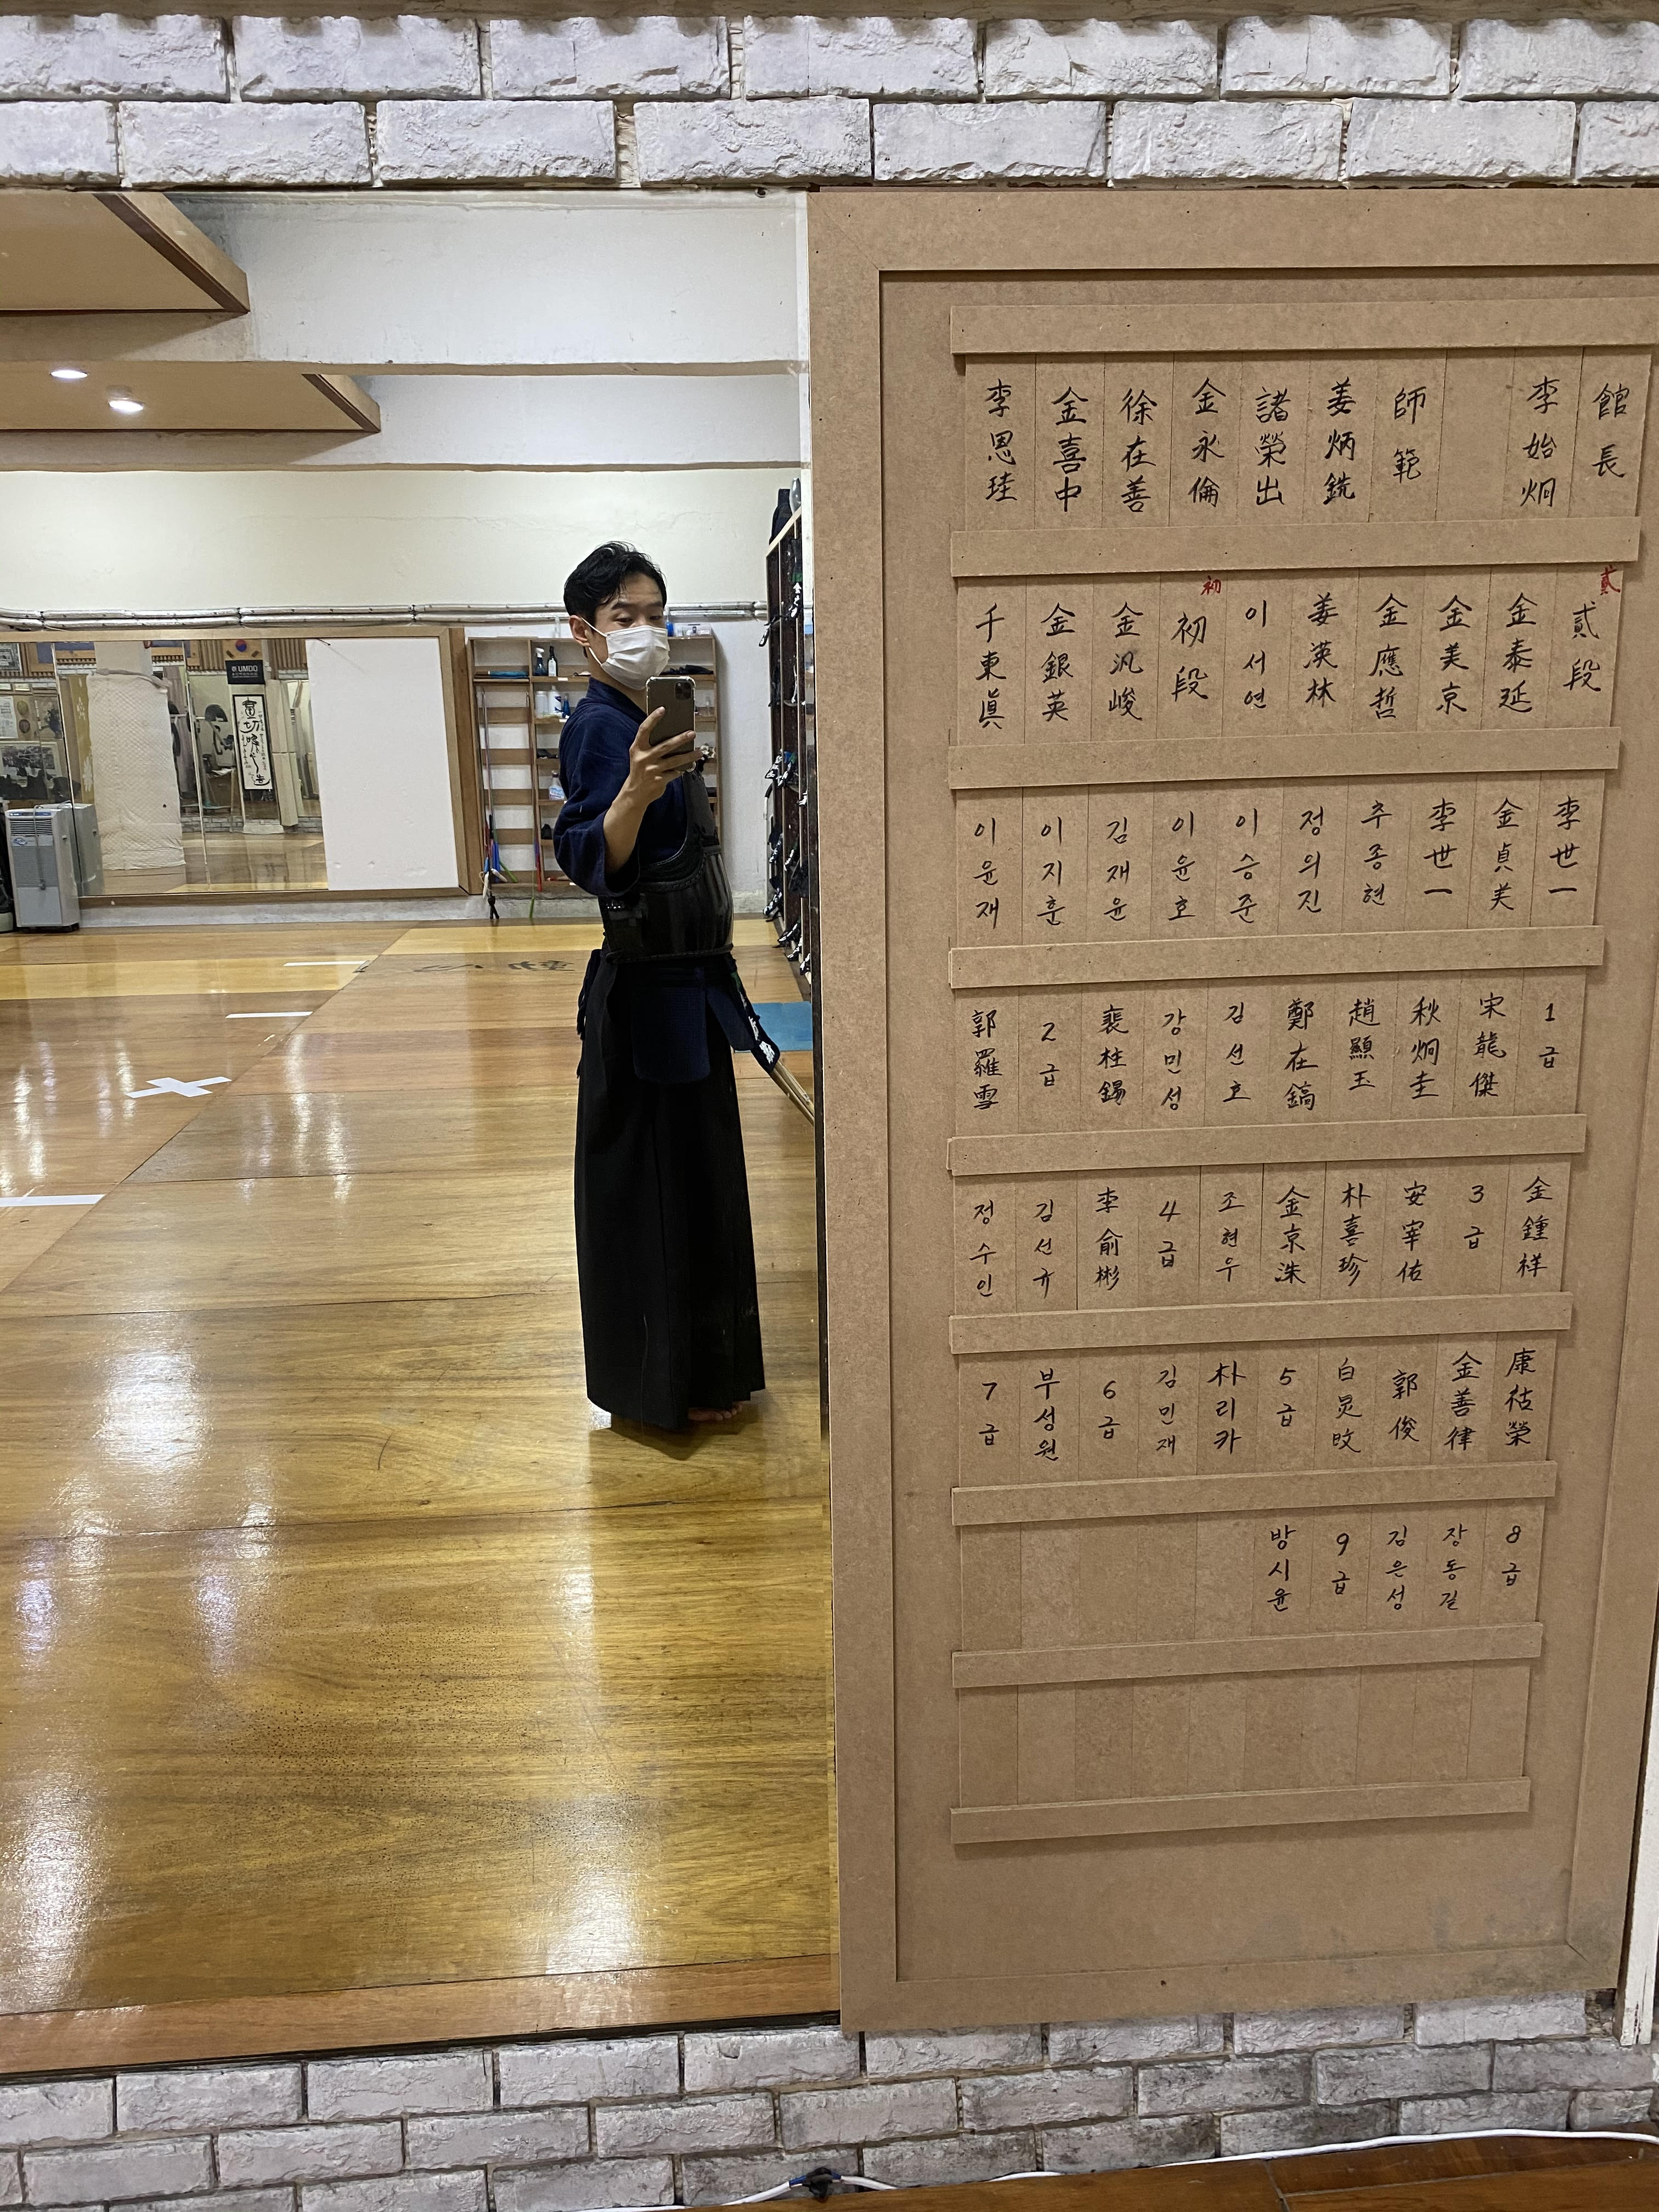 館長
李始炯
師範
姜炳銑
諸榮出
金永倫
徐在善
金喜中
李恩珪
貳
貳段
金泰延
金美京
金應哲
姜漢林
이서연
初
初段
金汎峻
金銀英
千東眞
李世一
金貞美
李世一
추종현
정의진
이승준
이윤호
김재윤
이지훈
이윤재
1급
宋龍傑
秋炯圭
趙顯玉
鄭在鎬
김선호
강민성
裵柱錫
2급
郭羅雪
金鍾祥
3급
安宰佑
朴喜珍
金京洙
조현우
4급
李俞彬
김선규
정수인
康祜榮
金善律
郭俊
白炅旼
5급
朴리카
김민재
6급
부성원
7급
8급
장동길
김은성
9급
방시윤
UMDO